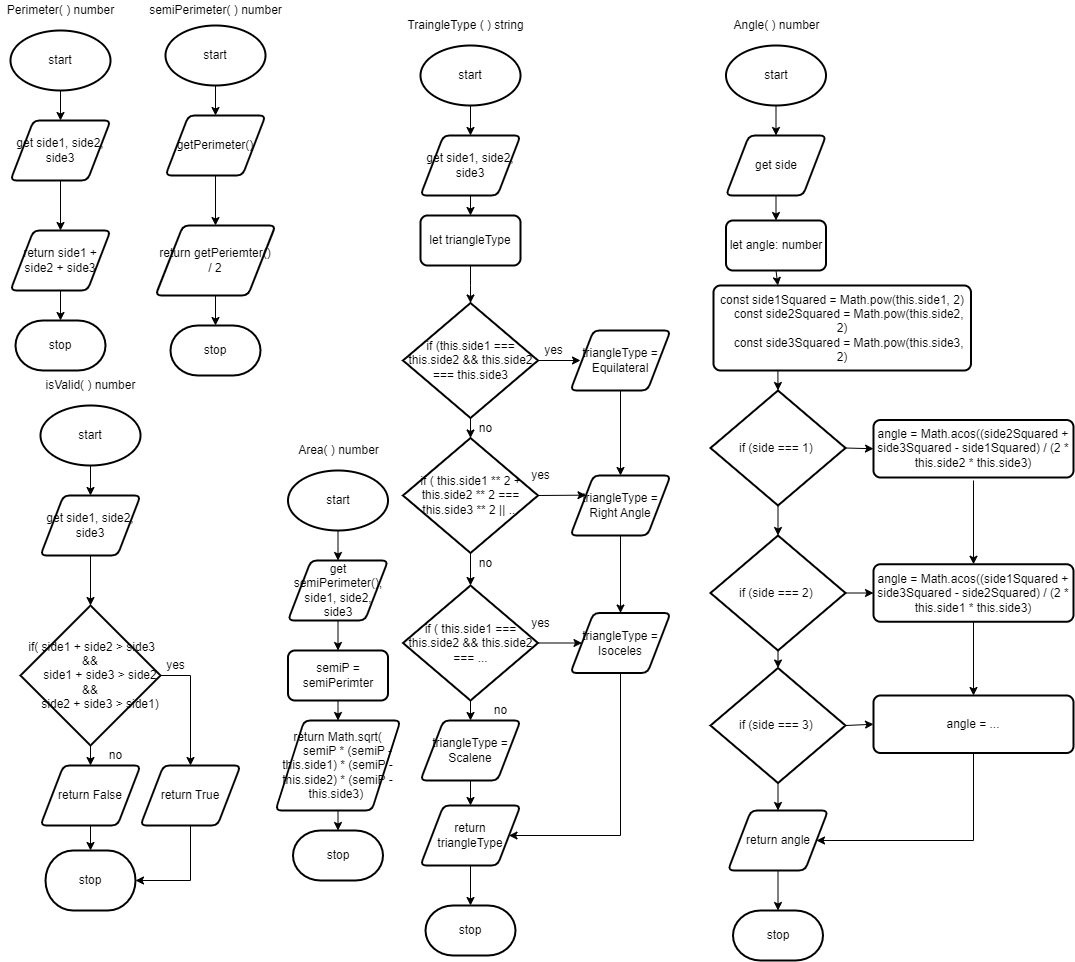 Perimeter( ) number
start
get side1, side2,
side3
return side1 +
side2 + side3
stop
semiPerimeter( ) number
start
getPerimeter()
return getPeriemter()
/ 2
stop
isValid( ) number
start
get side1, side2,
side3
if( side1 + side2 > side3
&&
side1 + side3 > side2
&&
side2 + side3 > side1)
yes
no
return False
return True
stop
Area( ) number
start
get
semiPerimeter(),
side1, side2,
side3
semiP =
semiPerimter
return Math.sqrt(
semiP * (semiP -
this.side1) * (semiP -
this.side2) * (semiP -
this.side3)
stop
TraingleType ( ) string
start
get side1, side2,
side3
let triangleType
if (this.side1 ===
this.side2 && this.side2
=== this.side3
yes
triangleType =
Equilateral
no
if ( this.side1 ** 2 +
this.side2 ** 2 ===
this.side3 ** 2 || ...
yes
triangleType =
Right Angle
no
if ( this.side1 ===
this.side2 && this.side2
=== ...
yes
triangleType =
Isoceles
no
triangleType =
Scalene
return
triangleType
stop
Angle( ) number
start
get side
let angle: number
const side1Squared = Math.pow(this.side1, 2)
const side2Squared = Math.pow(this.side2,
2)
const side3Squared = Math.pow(this.side3,
2)
if (side === 1)
angle = Math.acos((side2Squared +
side3Squared - side1Squared) / (2 *
this.side2 * this.side3)
if (side === 2)
angle = Math.acos((side1Squared +
side3Squared - side2Squared) / (2 *
this.side1 * this.side3)
if (side === 3)
angle = ...
return angle
stop